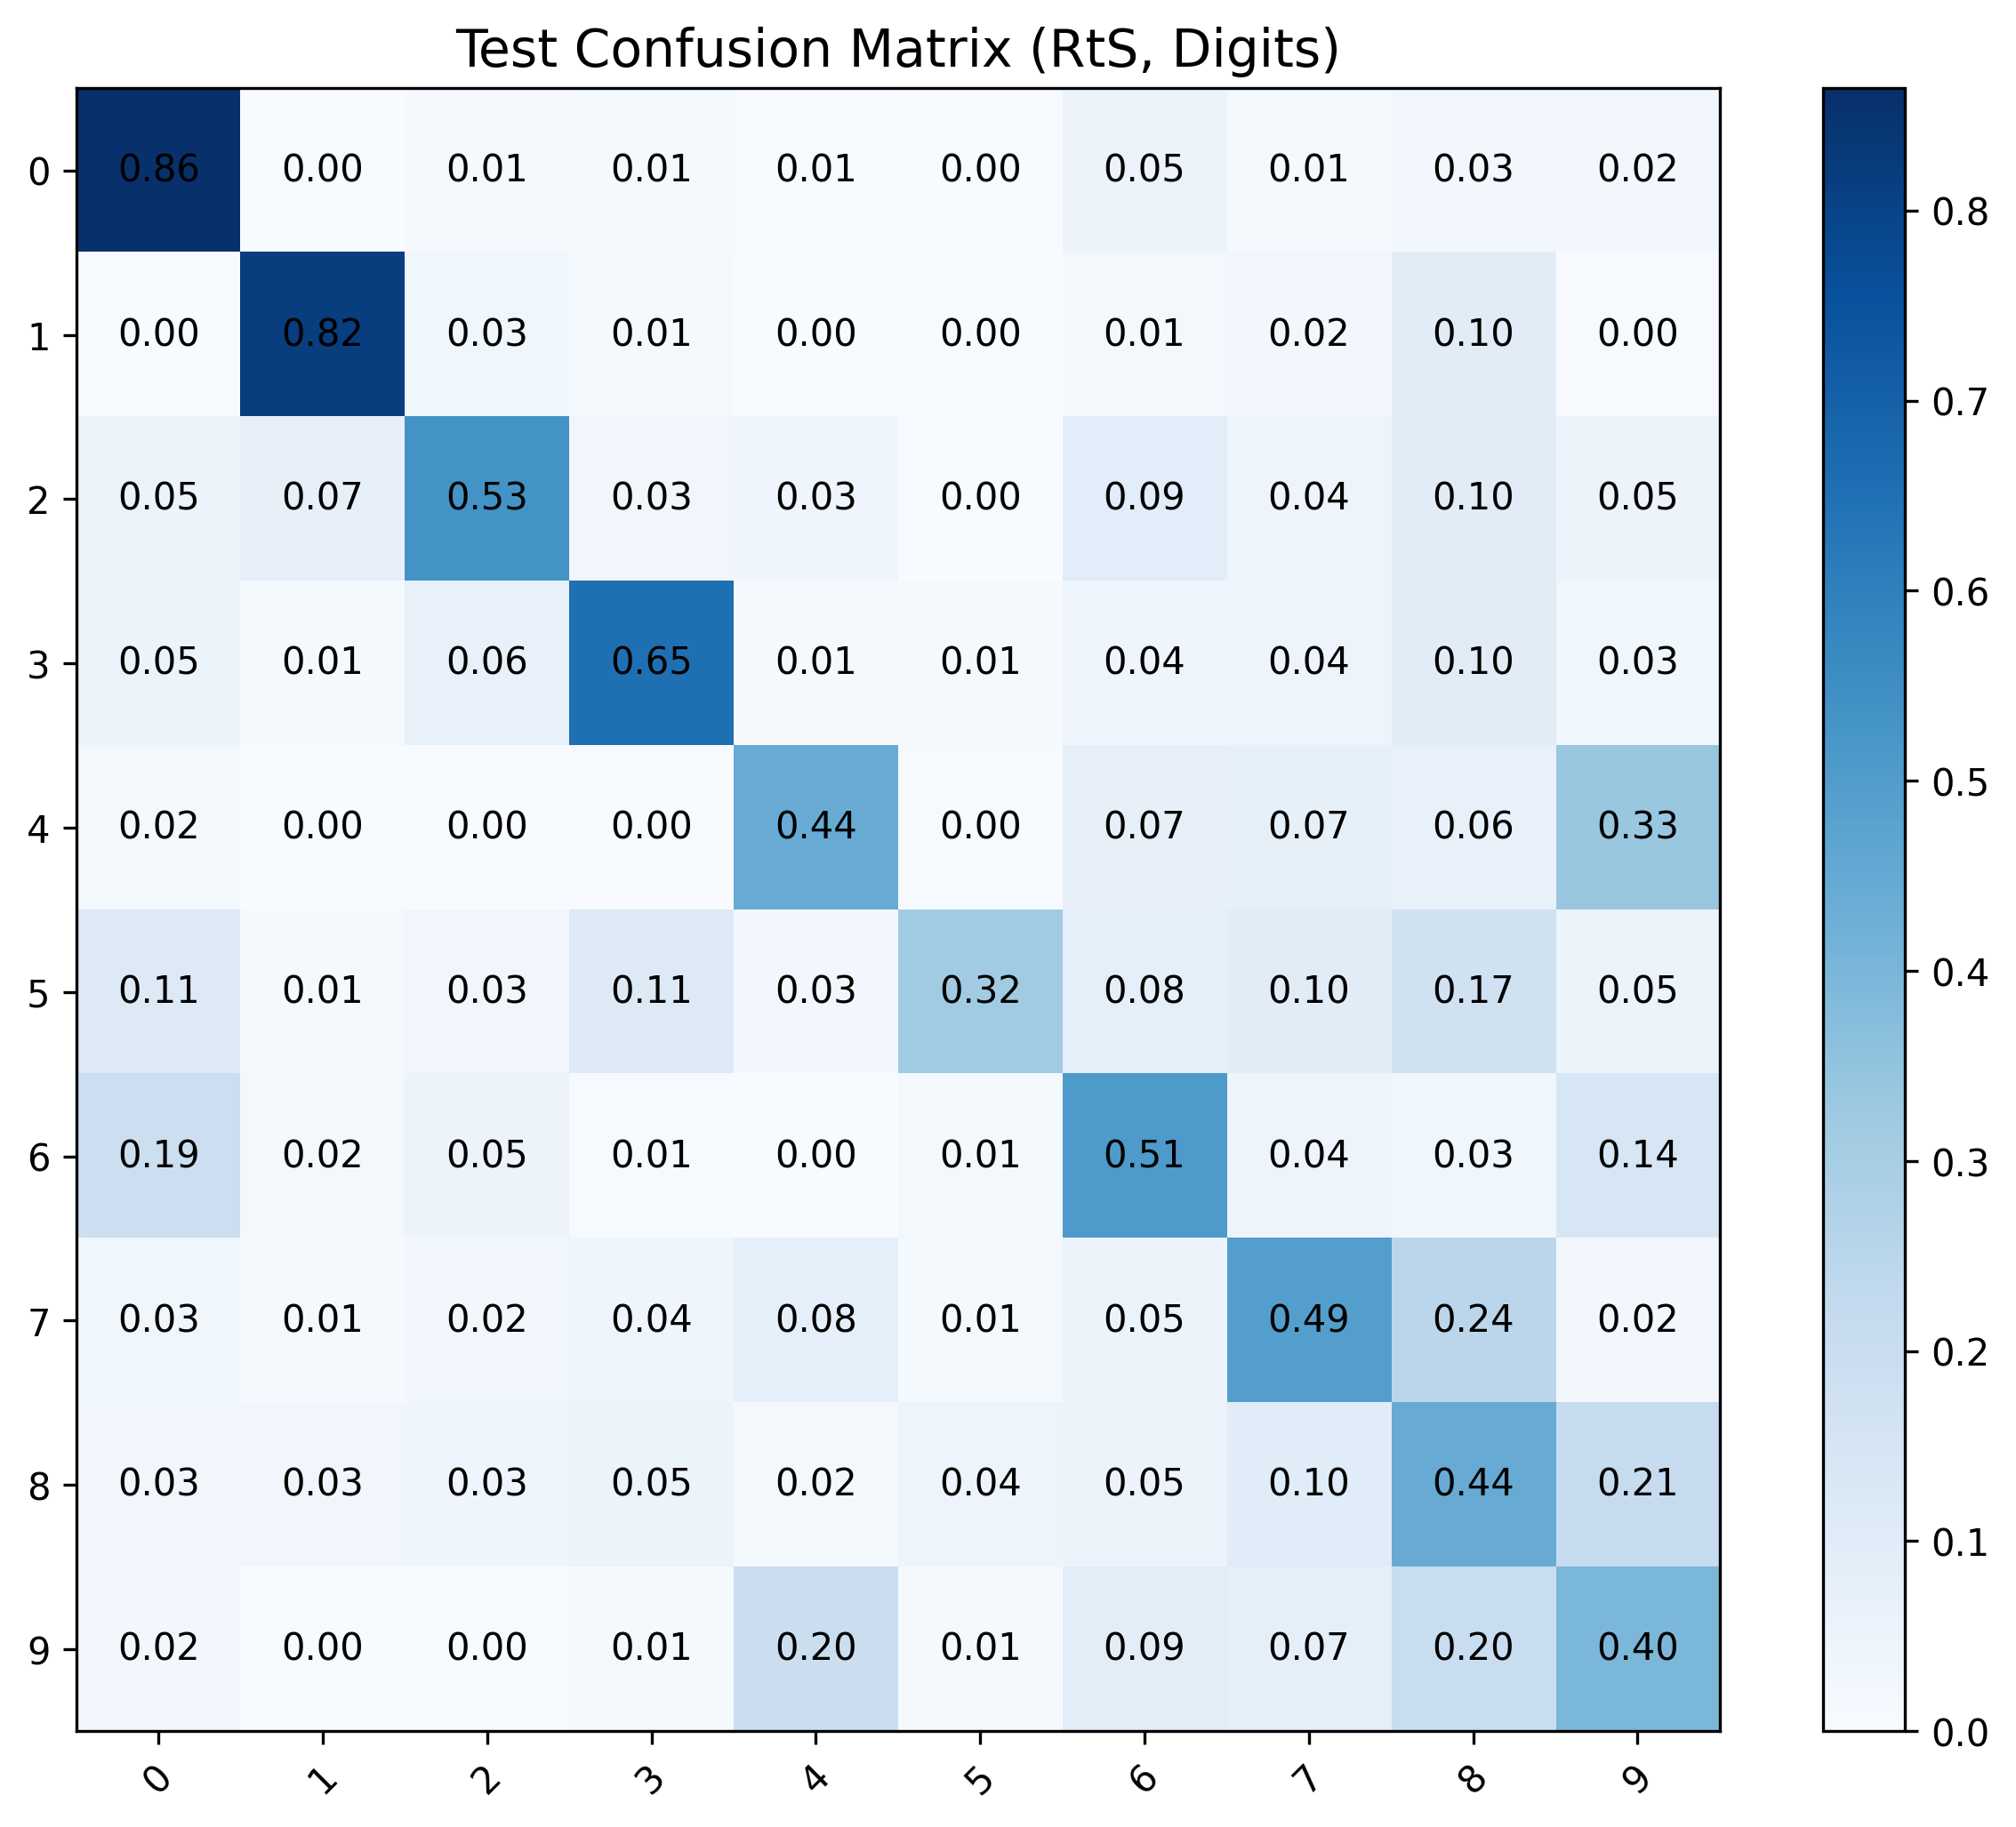 Test Confusion Matrix (RtS, Digits)
0 0.86 0.00 0.01 0.01 0.01 0.00 0.05 0.01 0.03 0.02
1 0.00 0.82 0.03 0.01 0.00 0.00 0.01 0.02 0.10 0.00
2 0.05 0.07 0.53 0.03 0.03 0.00 0.09 0.04 0.10 0.05
3 0.05 0.01 0.06 0.65 0.01 0.01 0.04 0.04 0.10 0.03
4 0.02 0.00 0.00 0.00 0.44 0.00 0.07 0.07 0.06 0.33
5 0.11 0.01 0.03 0.11 0.03 0.32 0.08 0.10 0.17 0.05
6 0.19 0.02 0.05 0.01 0.00 0.01 0.51 0.04 0.03 0.14
7 0.03 0.01 0.02 0.04 0.08 0.01 0.05 0.49 0.24 0.02
8 0.03 0.03 0.03 0.05 0.02 0.04 0.05 0.10 0.44 0.21
9 0.02 0.00 0.00 0.01 0.20 0.01 0.09 0.07 0.20 0.40
0 1 2 3 4 5 6 7 8 9
0.8
0.7
0.6
0.5
0.4
0.3
0.2
0.1
0.0